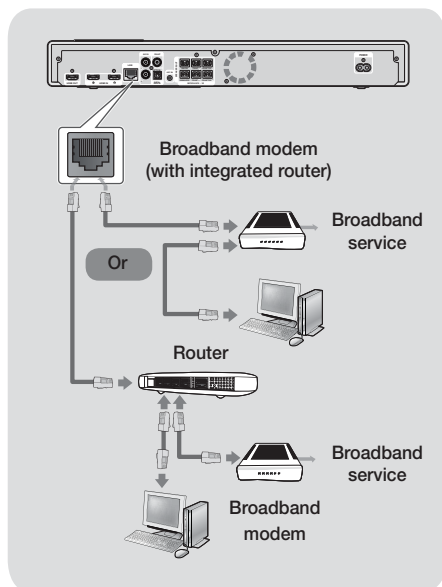 Broadband modem
(with integrated router)
Broadband
service
Or
Router
Broadband
service
Broadband
modem